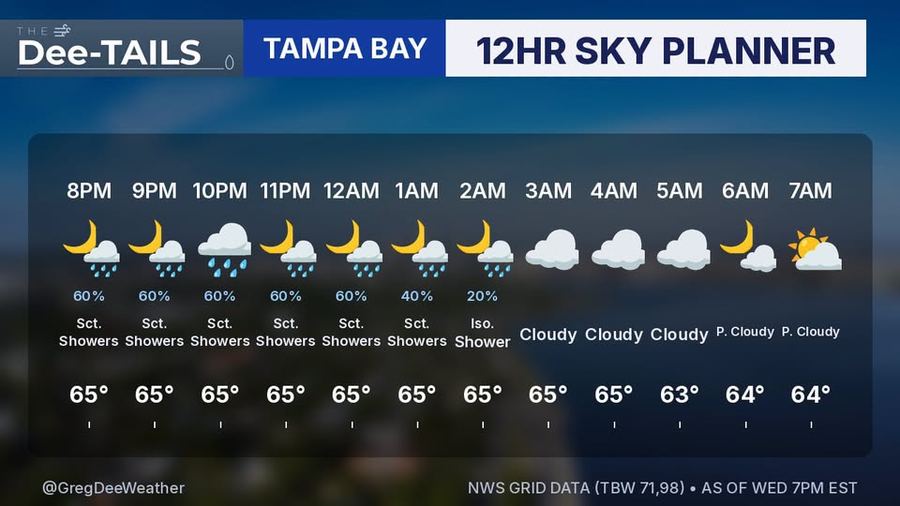 THE
Dee-TAILS
TAMPA BAY
12HR SKY PLANNER
8PM 9PM 10PM 11PM 12AM 1AM 2AM 3AM 4AM 5AM 6AM 7AM
60% 60% 60% 60% 60% 40% 20%
Sct. Sct. Sct. Sct. Sct. Sct. Iso.
Showers Showers Showers Showers Showers Showers Shower Cloudy Cloudy Cloudy P. Cloudy P. Cloudy
65° 65° 65° 65° 65° 65° 65° 65° 65° 63° 64° 64°
@GregDeeWeather
NWS GRID DATA (TBW 71,98) • AS OF WED 7PM EST